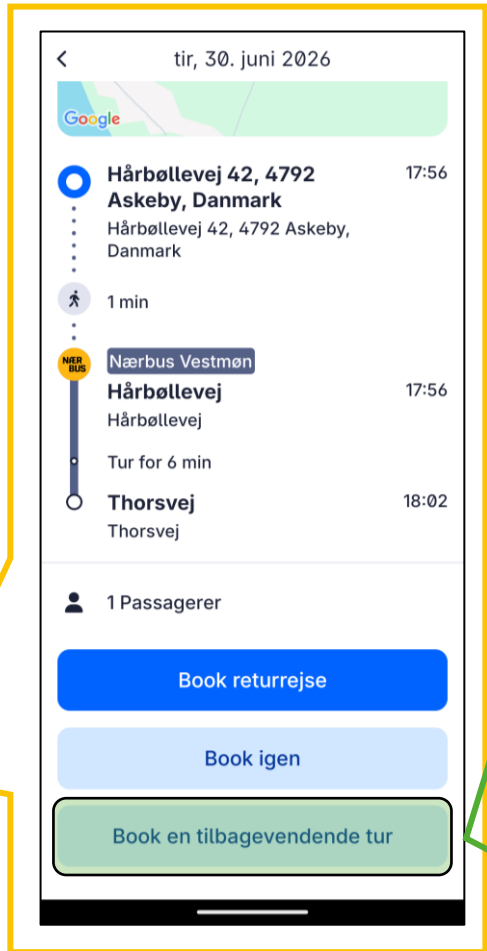 tir, 30. juni 2026
Google
Hårbøllevej 42, 4792 17:56
Askeby, Danmark
Hårbøllevej 42, 4792 Askeby,
Danmark
1 min
NÆR
BUS
Nærbus Vestmøn
Hårbøllevej 17:56
Hårbøllevej
Tur for 6 min
Thorsvej 18:02
Thorsvej
1 Passagerer
Book returrejse
Book igen
Book en tilbagevendende tur